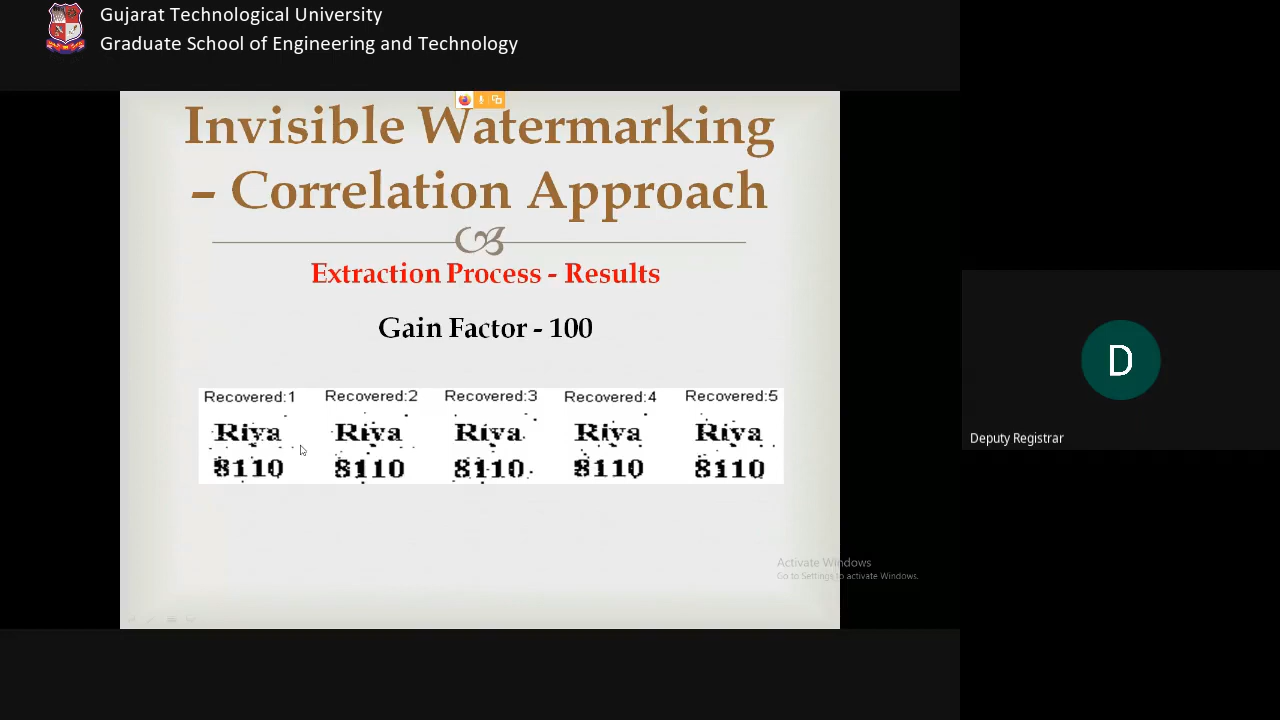 Gujarat Technological University
Graduate School of Engineering and Technology
Invisible Watermarking
– Correlation Approach
Extraction Process - Results
Gain Factor - 100
Recovered:1 Recovered:2 Recovered:3 Recovered:4 Recovered:5
Riya Riya Riya Riya Riya
8110 8110 8110 8110 8110
Activate Windows
Go to Settings to activate Windows.
D
Deputy Registrar